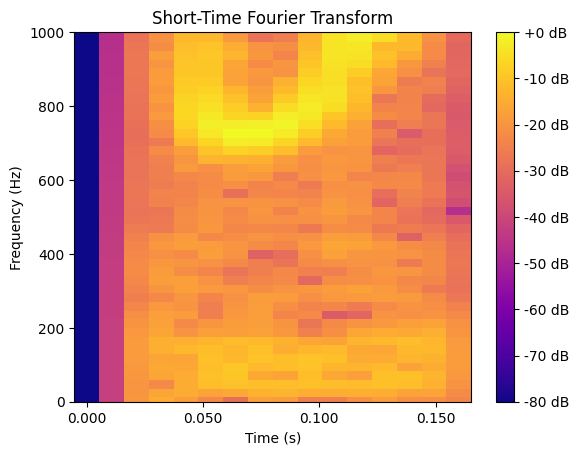 Short-Time Fourier Transform
1000
800
600
400
200
0
Frequency (Hz)
0.000
0.050
0.100
0.150
Time (s)
+0 dB
-10 dB
-20 dB
-30 dB
-40 dB
-50 dB
-60 dB
-70 dB
-80 dB